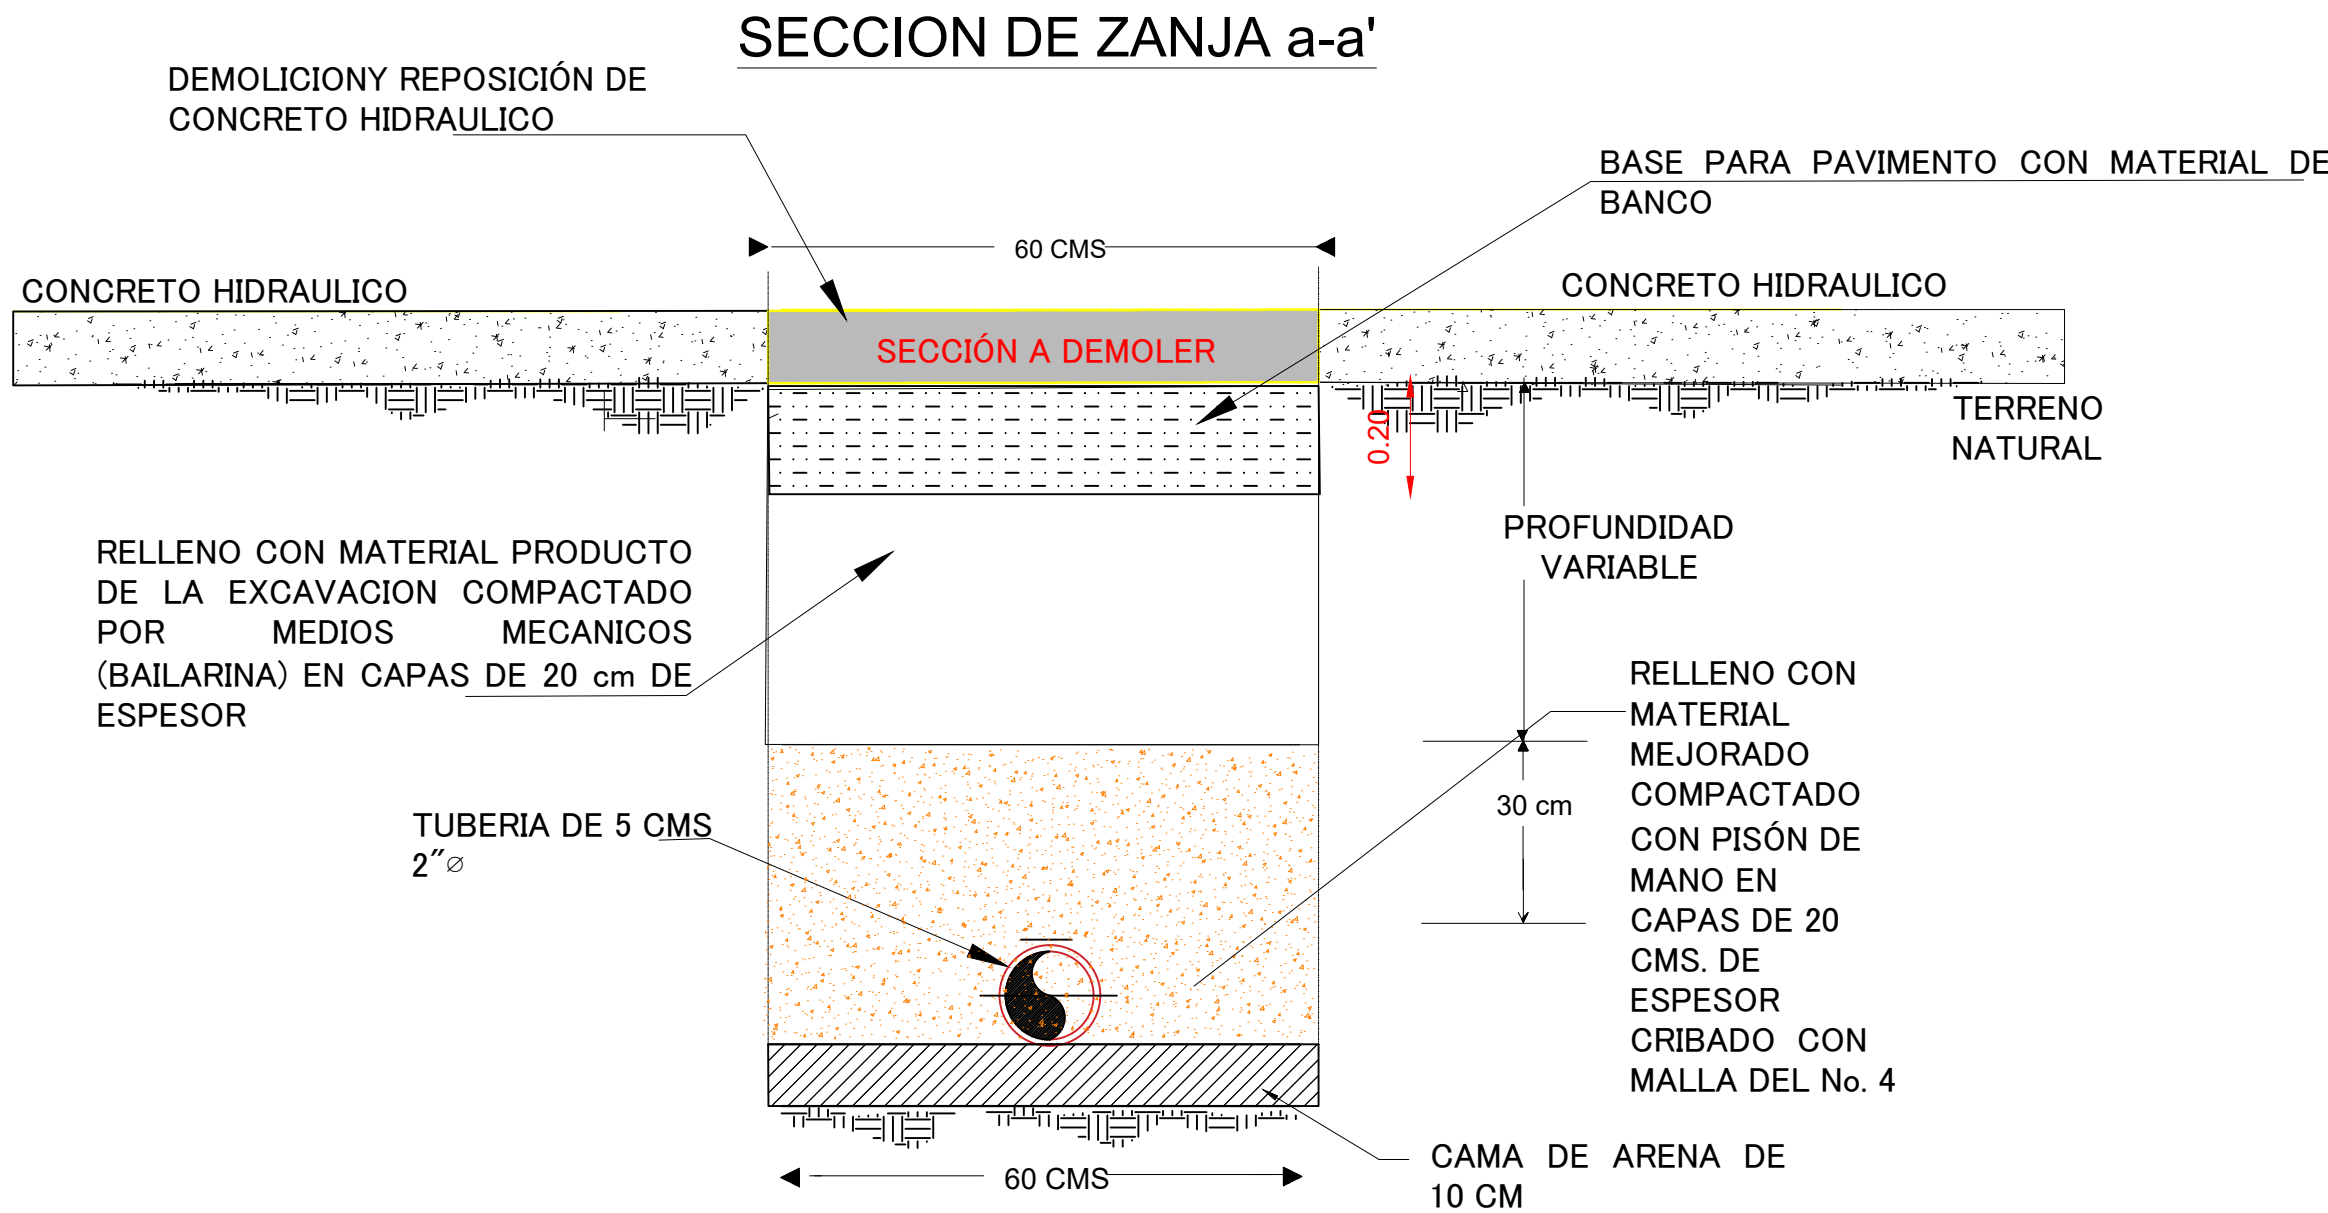 SECCION DE ZANJA a-a'
DEMOLICIONY REPOSICIÓN DE
CONCRETO HIDRAULICO
BASE PARA PAVIMENTO CON MATERIAL DE
BANCO
60 CMS
CONCRETO HIDRAULICO
CONCRETO HIDRAULICO
SECCIÓN A DEMOLER
0.20
TERRENO
NATURAL
PROFUNDIDAD
VARIABLE
RELLENO CON MATERIAL PRODUCTO
DE LA EXCAVACION COMPACTADO
POR MEDIOS MECANICOS
(BAILARINA) EN CAPAS DE 20 cm DE
ESPESOR
RELLENO CON
MATERIAL
MEJORADO
COMPACTADO
CON PISÓN DE
MANO EN
CAPAS DE 20
CMS. DE
ESPESOR
CRIBADO CON
MALLA DEL No. 4
30 cm
TUBERIA DE 5 CMS
2"∅
CAMA DE ARENA DE
10 CM
60 CMS